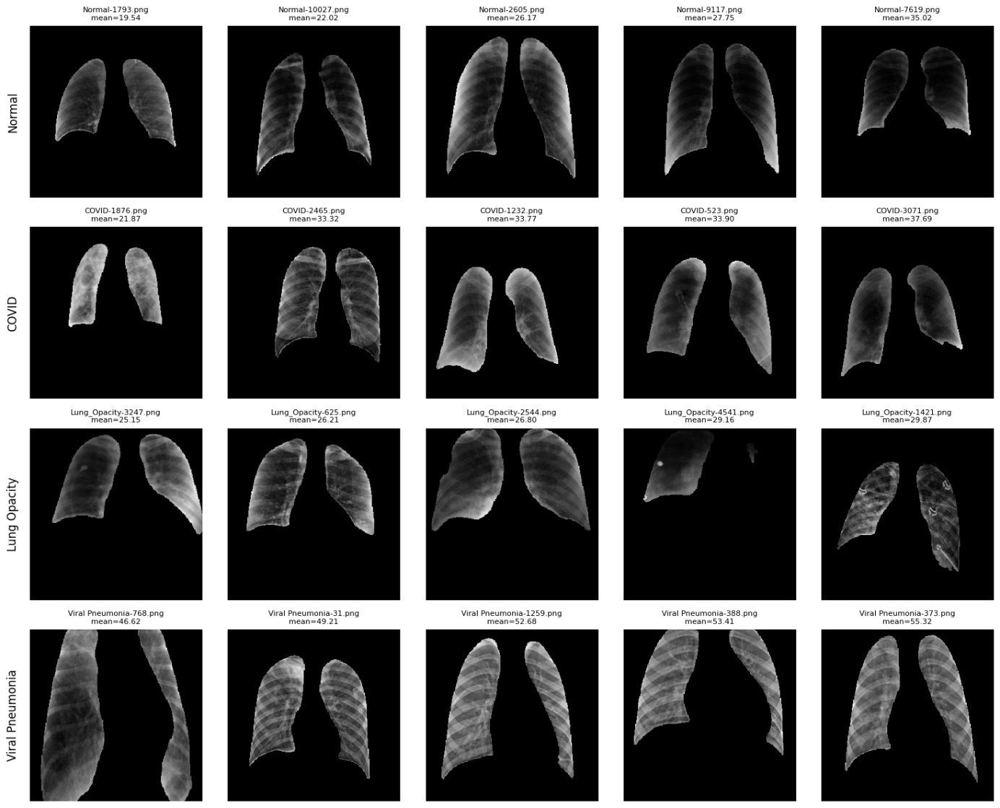 Normal-1793.png
mean=19.54
Normal-10027.png
mean=22.02
Normal-2605.png
mean=26.17
Normal-9117.png
mean=27.75
Normal-7619.png
mean=35.02
Normal
COVID-1876.png
mean=21.87
COVID-2465.png
mean=33.32
COVID-1232.png
mean=33.77
COVID-523.png
mean=33.90
COVID-3071.png
mean=37.69
COVID
Lung_Opacity-3247.png
mean=25.15
Lung_Opacity-625.png
mean=26.21
Lung_Opacity-2544.png
mean=26.80
Lung_Opacity-4541.png
mean=29.16
Lung_Opacity-1421.png
mean=29.87
Lung Opacity
Viral Pneumonia-768.png
mean=46.62
Viral Pneumonia-31.png
mean=49.21
Viral Pneumonia-1259.png
mean=52.68
Viral Pneumonia-388.png
mean=53.41
Viral Pneumonia-373.png
mean=55.32
Viral Pneumonia